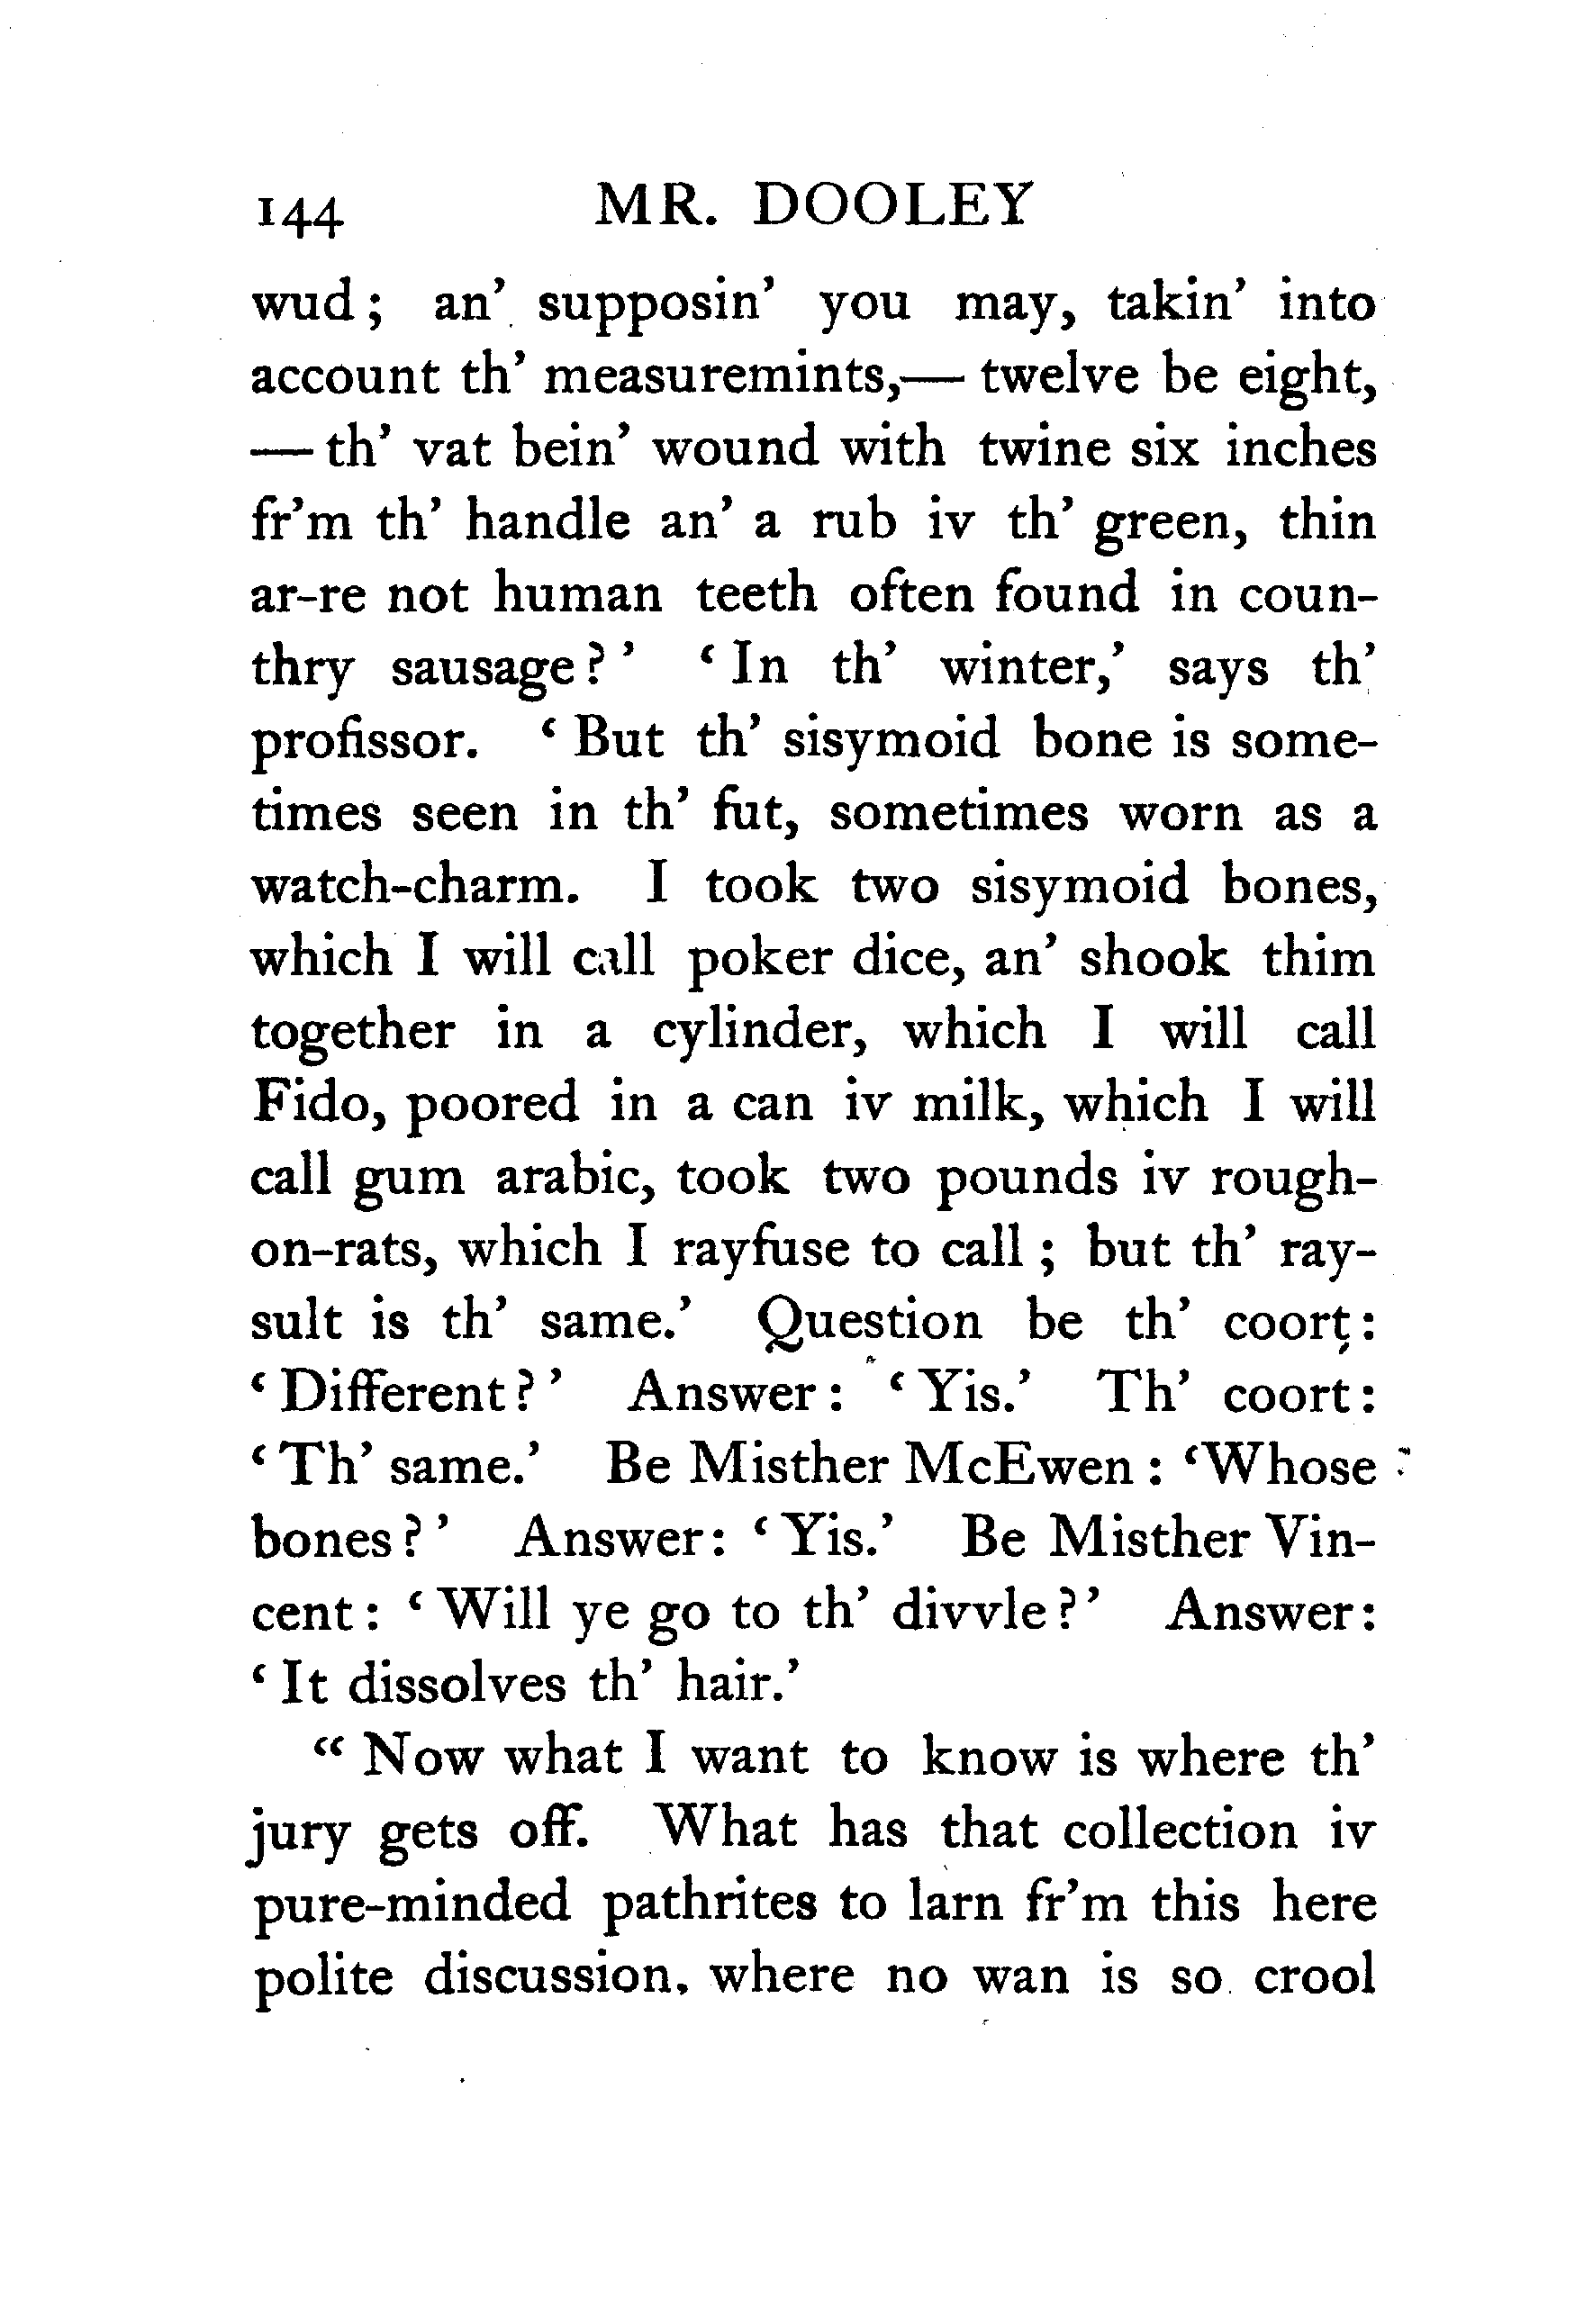 144 MR. DOOLEY
wud; an' supposin' you may, takin' into
account th' measuremints,— twelve be eight,
— th' vat bein' wound with twine six inches
fr'm th' handle an' a rub iv th' green, thin
ar-re not human teeth often found in coun-
thry sausage?' 'In th' winter,' says th'
profissor. 'But th' sisymoid bone is some-
times seen in th' fut, sometimes worn as a
watch-charm. I took two sisymoid bones,
which I will call poker dice, an' shook thim
together in a cylinder, which I will call
Fido, poored in a can iv milk, which I will
call gum arabic, took two pounds iv rough-
on-rats, which I rayfuse to call; but th' ray-
sult is th' same.' Question be th' coort:
'Different?' Answer: 'Yis.' Th' coort:
'Th' same.' Be Misther McEwen: 'Whose
bones?' Answer: 'Yis.' Be Misther Vin-
cent: 'Will ye go to th' divvle?' Answer:
'It dissolves th' hair.'
"Now what I want to know is where th'
jury gets off. What has that collection iv
pure-minded pathrites to larn fr'm this here
polite discussion, where no wan is so crool